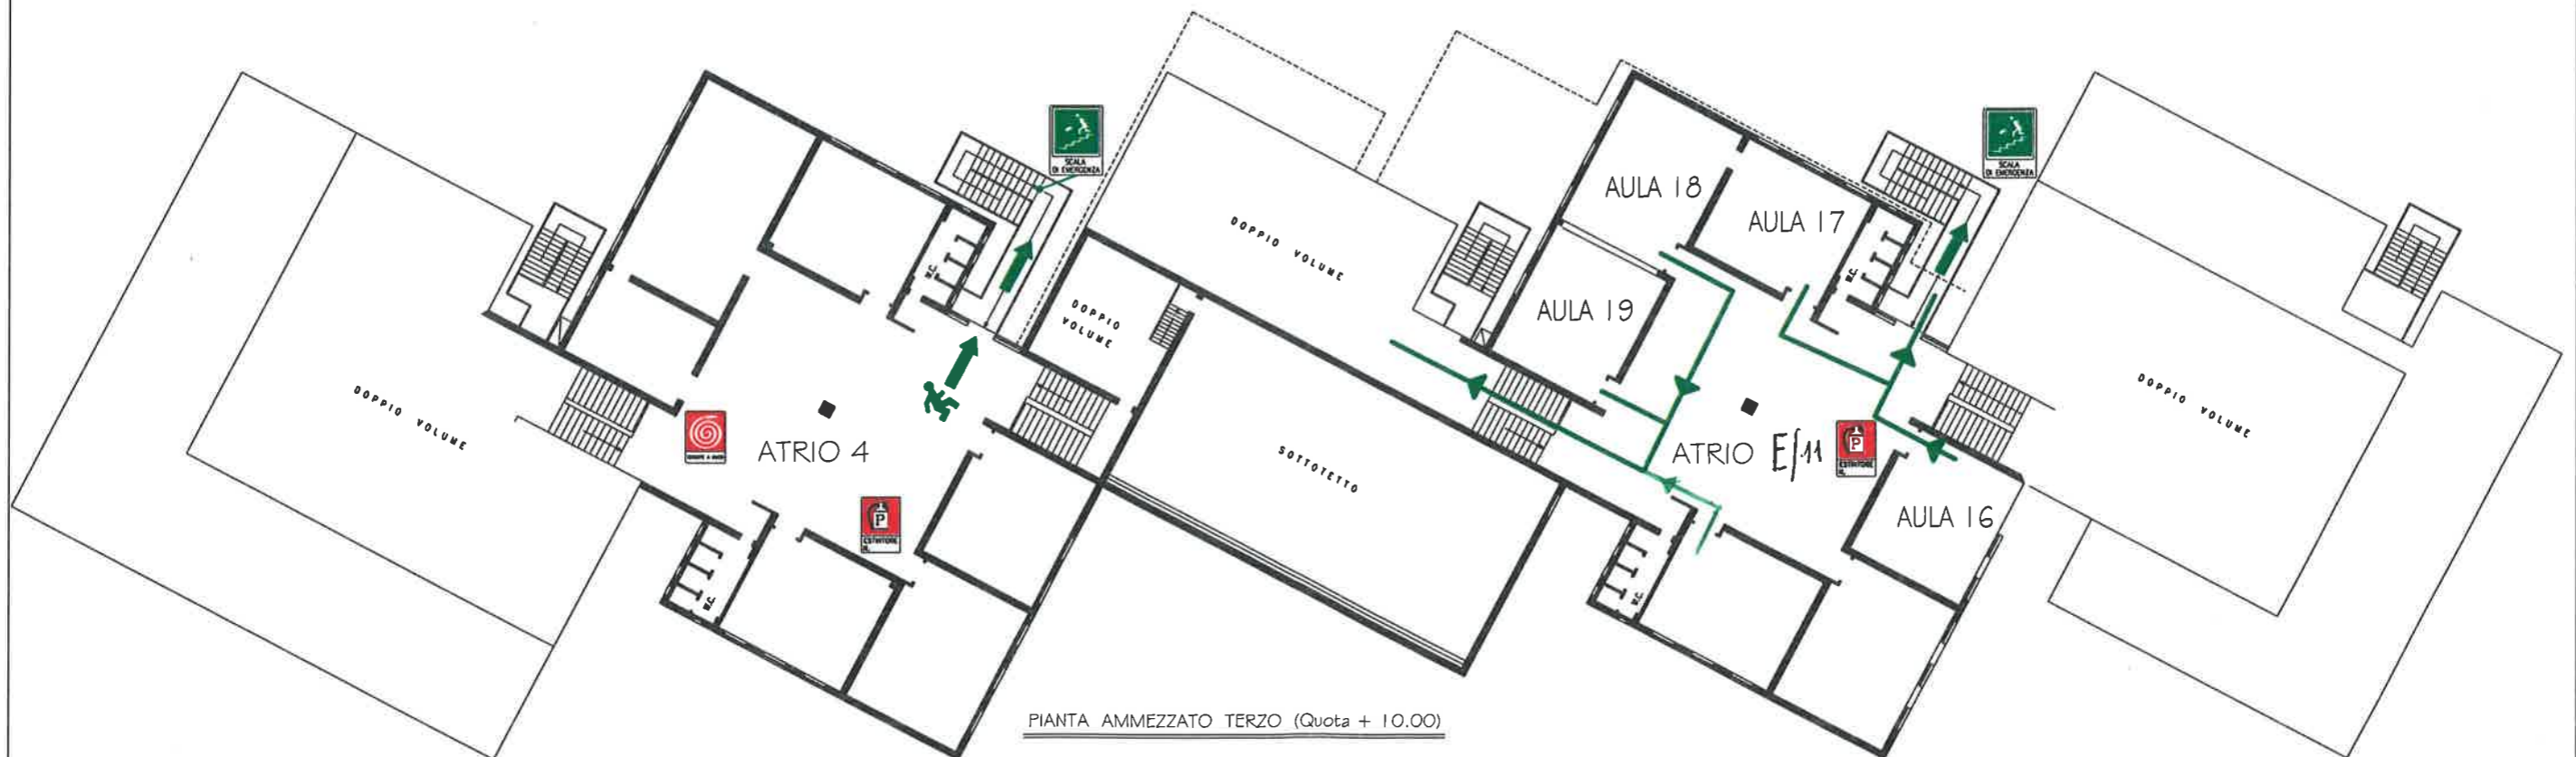 SCALA
DI EMERGENZA
SCALA
DI EMERGENZA
AULA 18
AULA 17
W.C.
W.C.
DOPPIO VOLUME
DOPPIO
VOLUME
AULA 19
DOPPIO VOLUME
DOPPIO VOLUME
ATRIO 4
SOTTOTETTO
ATRIO E/11
P
ESTINTORE
N.
P
ESTINTORE
N.
AULA 16
W.C.
W.C.
PIANTA AMMEZZATO TERZO (Quota + 10.00)